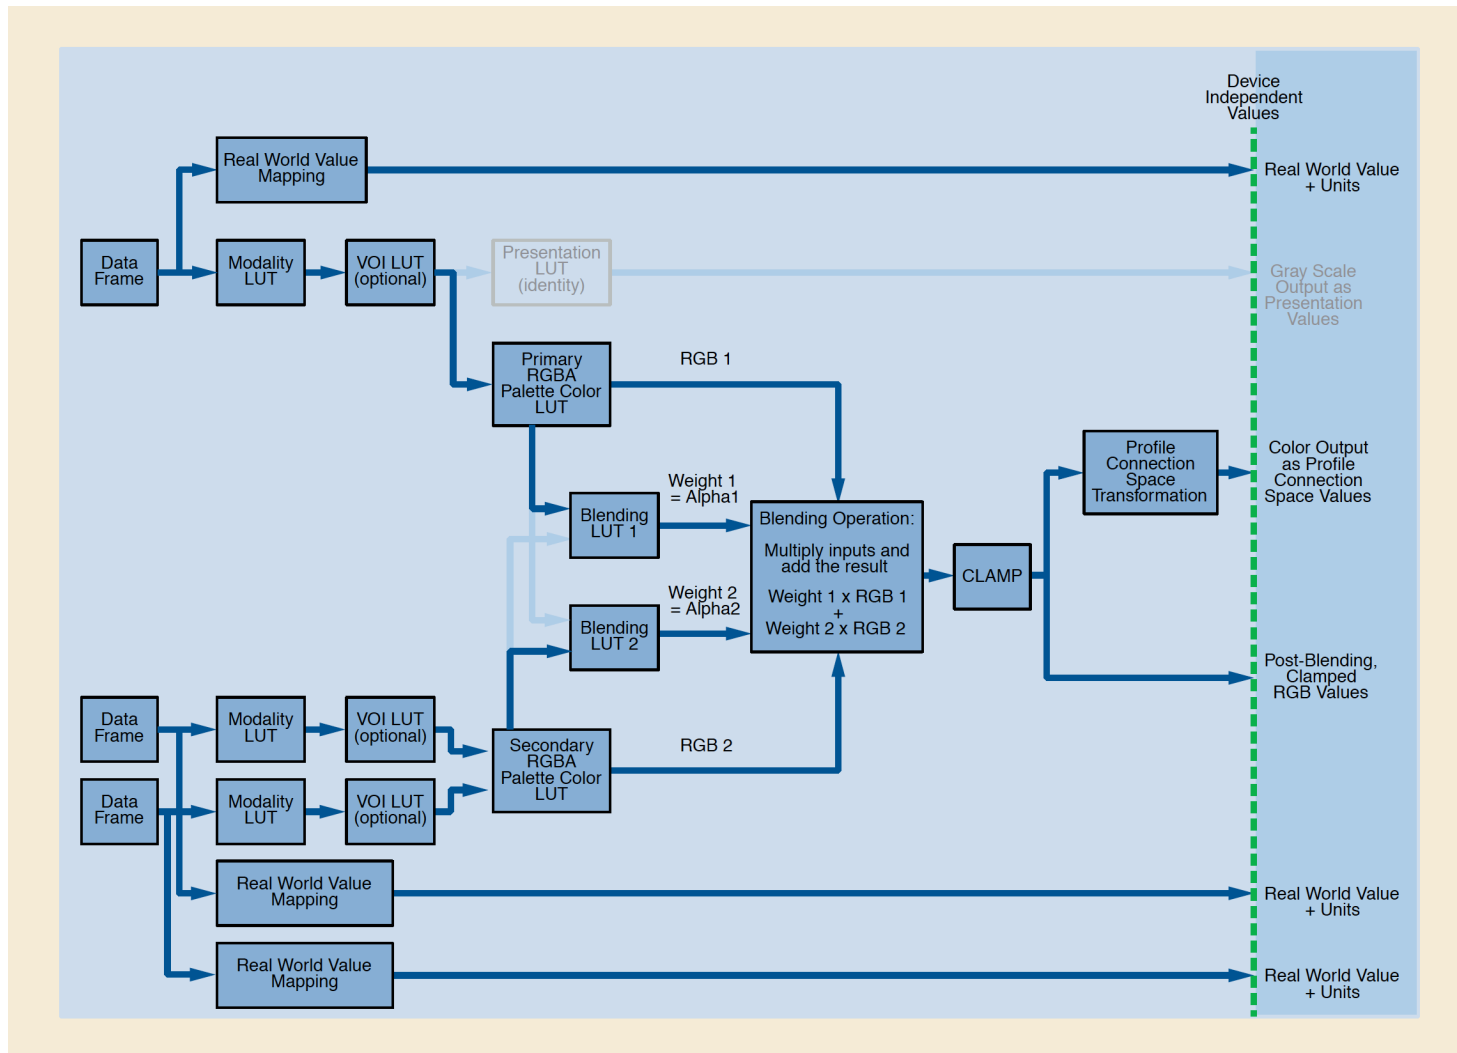 Device
Independent
Values
Real World Value
Mapping
Real World Value
+ Units
Data
Frame
Modality
LUT
VOI LUT
(optional)
Presentation
LUT
(identity)
Gray Scale
Output as
Presentation
Values
Primary
RGBA
Palette Color
LUT
RGB 1
Weight 1
= Alpha1
Blending
LUT 1
Weight 2
= Alpha2
Blending
LUT 2
Blending Operation:
Multiply inputs and
add the result
Weight 1 x RGB 1
+
Weight 2 x RGB 2
CLAMP
Profile
Connection
Space
Transformation
Color Output
as Profile
Connection
Space Values
Post-Blending,
Clamped
RGB Values
Data
Frame
Modality
LUT
VOI LUT
(optional)
Secondary
RGBA
Palette Color
LUT
RGB 2
Data
Frame
Modality
LUT
VOI LUT
(optional)
Real World Value
Mapping
Real World Value
+ Units
Real World Value
Mapping
Real World Value
+ Units